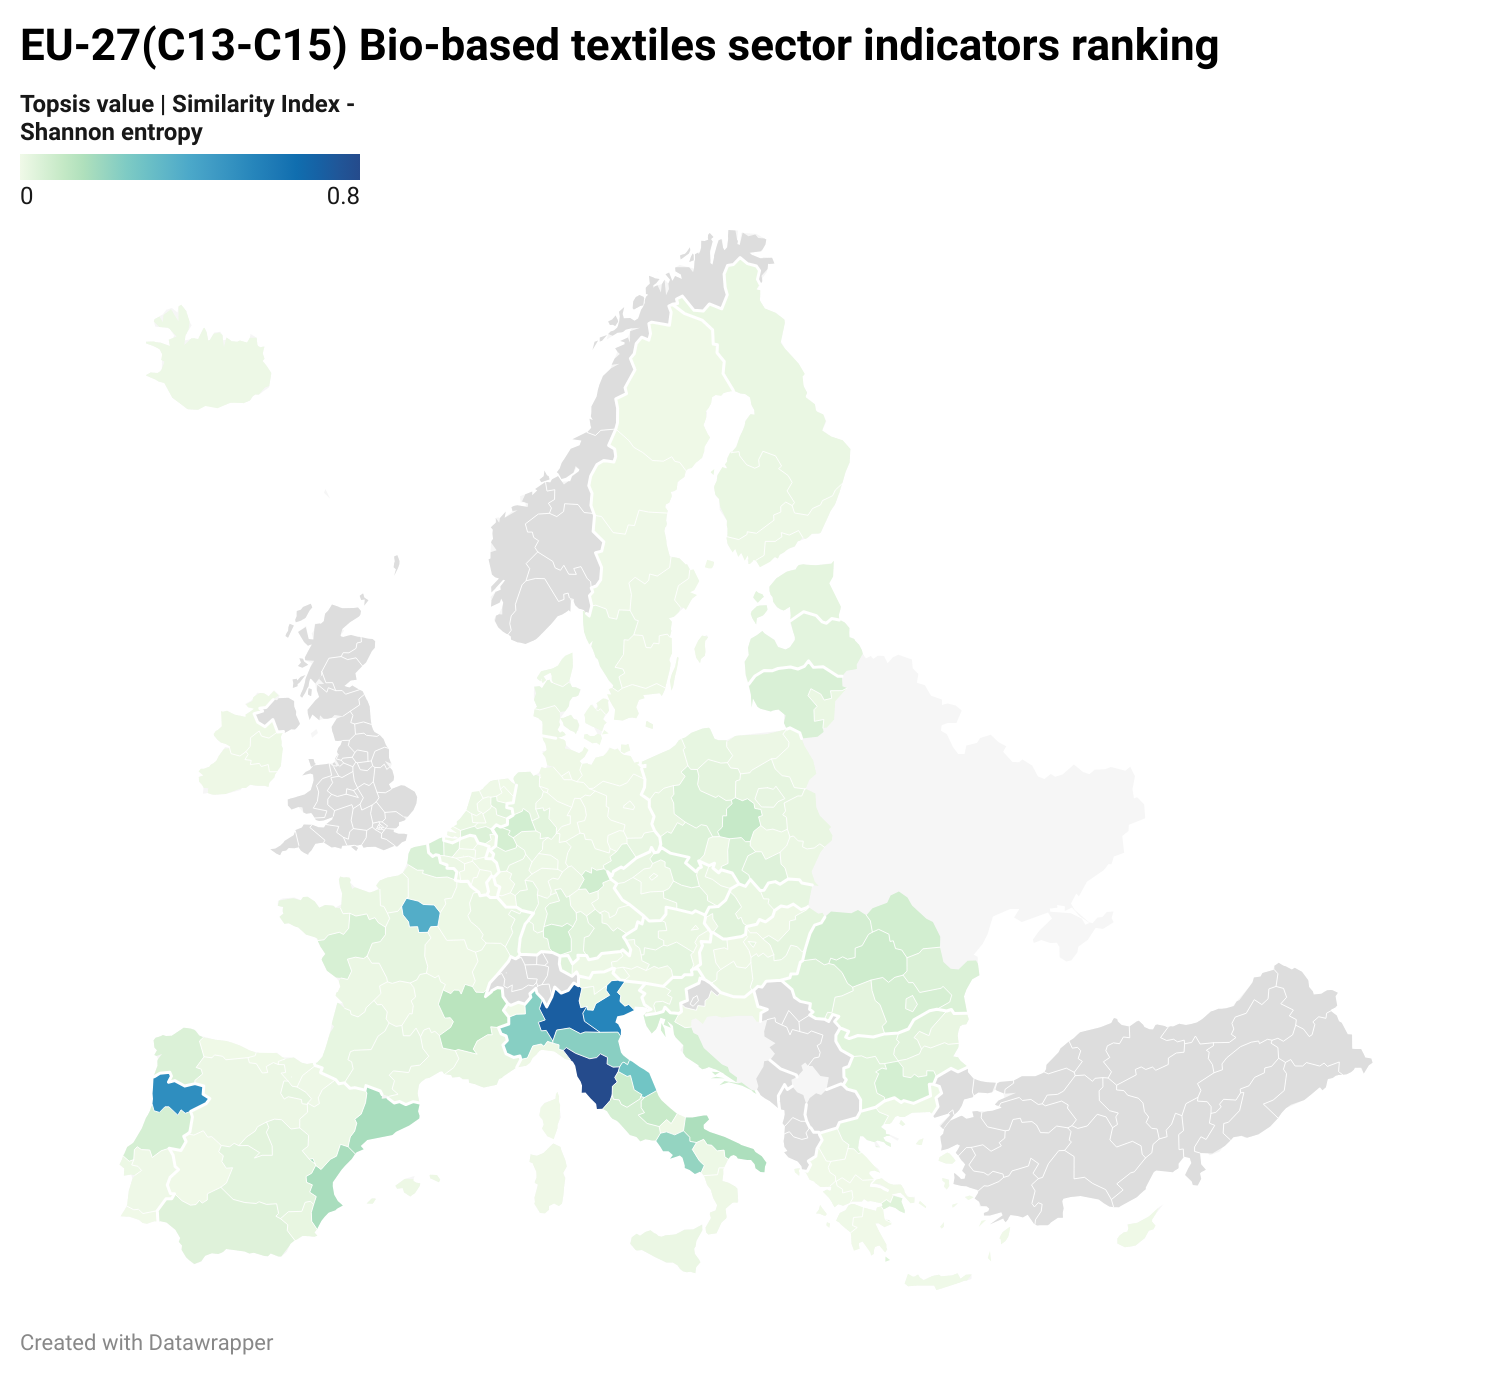 EU-27(C13-C15) Bio-based textiles sector indicators ranking
Topsis value | Similarity Index -
Shannon entropy
0 0.8
Created with Datawrapper